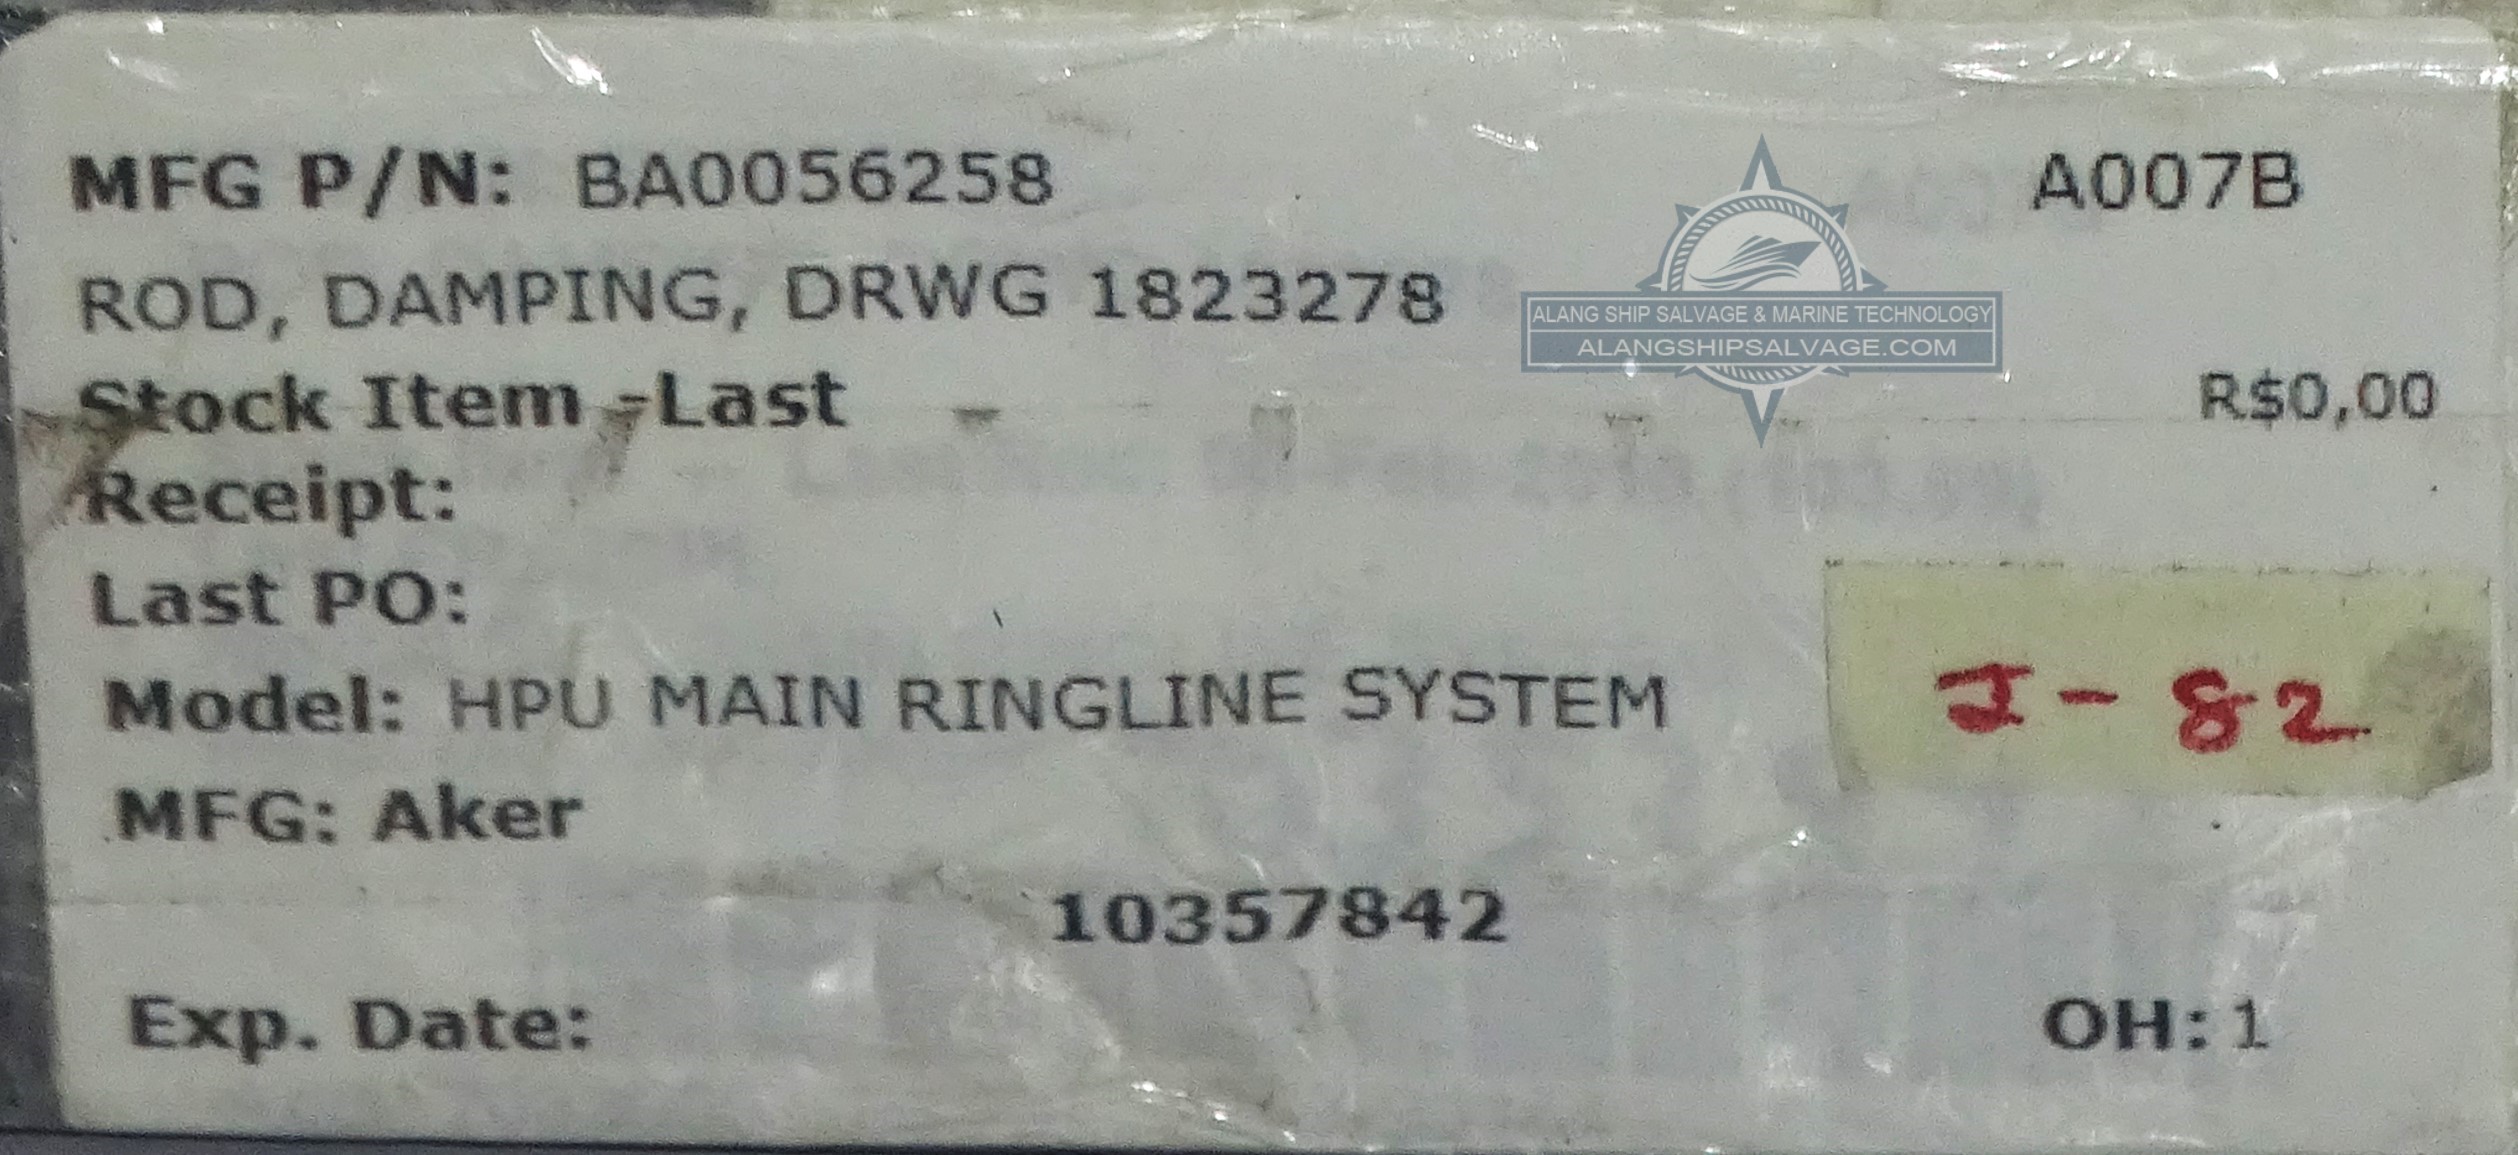 MFG P/N: BA0056258 A007B
ROD, DAMPING, DRWG 1823278
ALANG SHIP SALVAGE & MARINE TECHNOLOGY
ALANGSHIPSALVAGE.COM
Stock Item -Last R$0,00
Receipt:
Last PO:
Model: HPU MAIN RINGLINE SYSTEM
J-82
MFG: Aker
10357842
Exp. Date: OH: 1